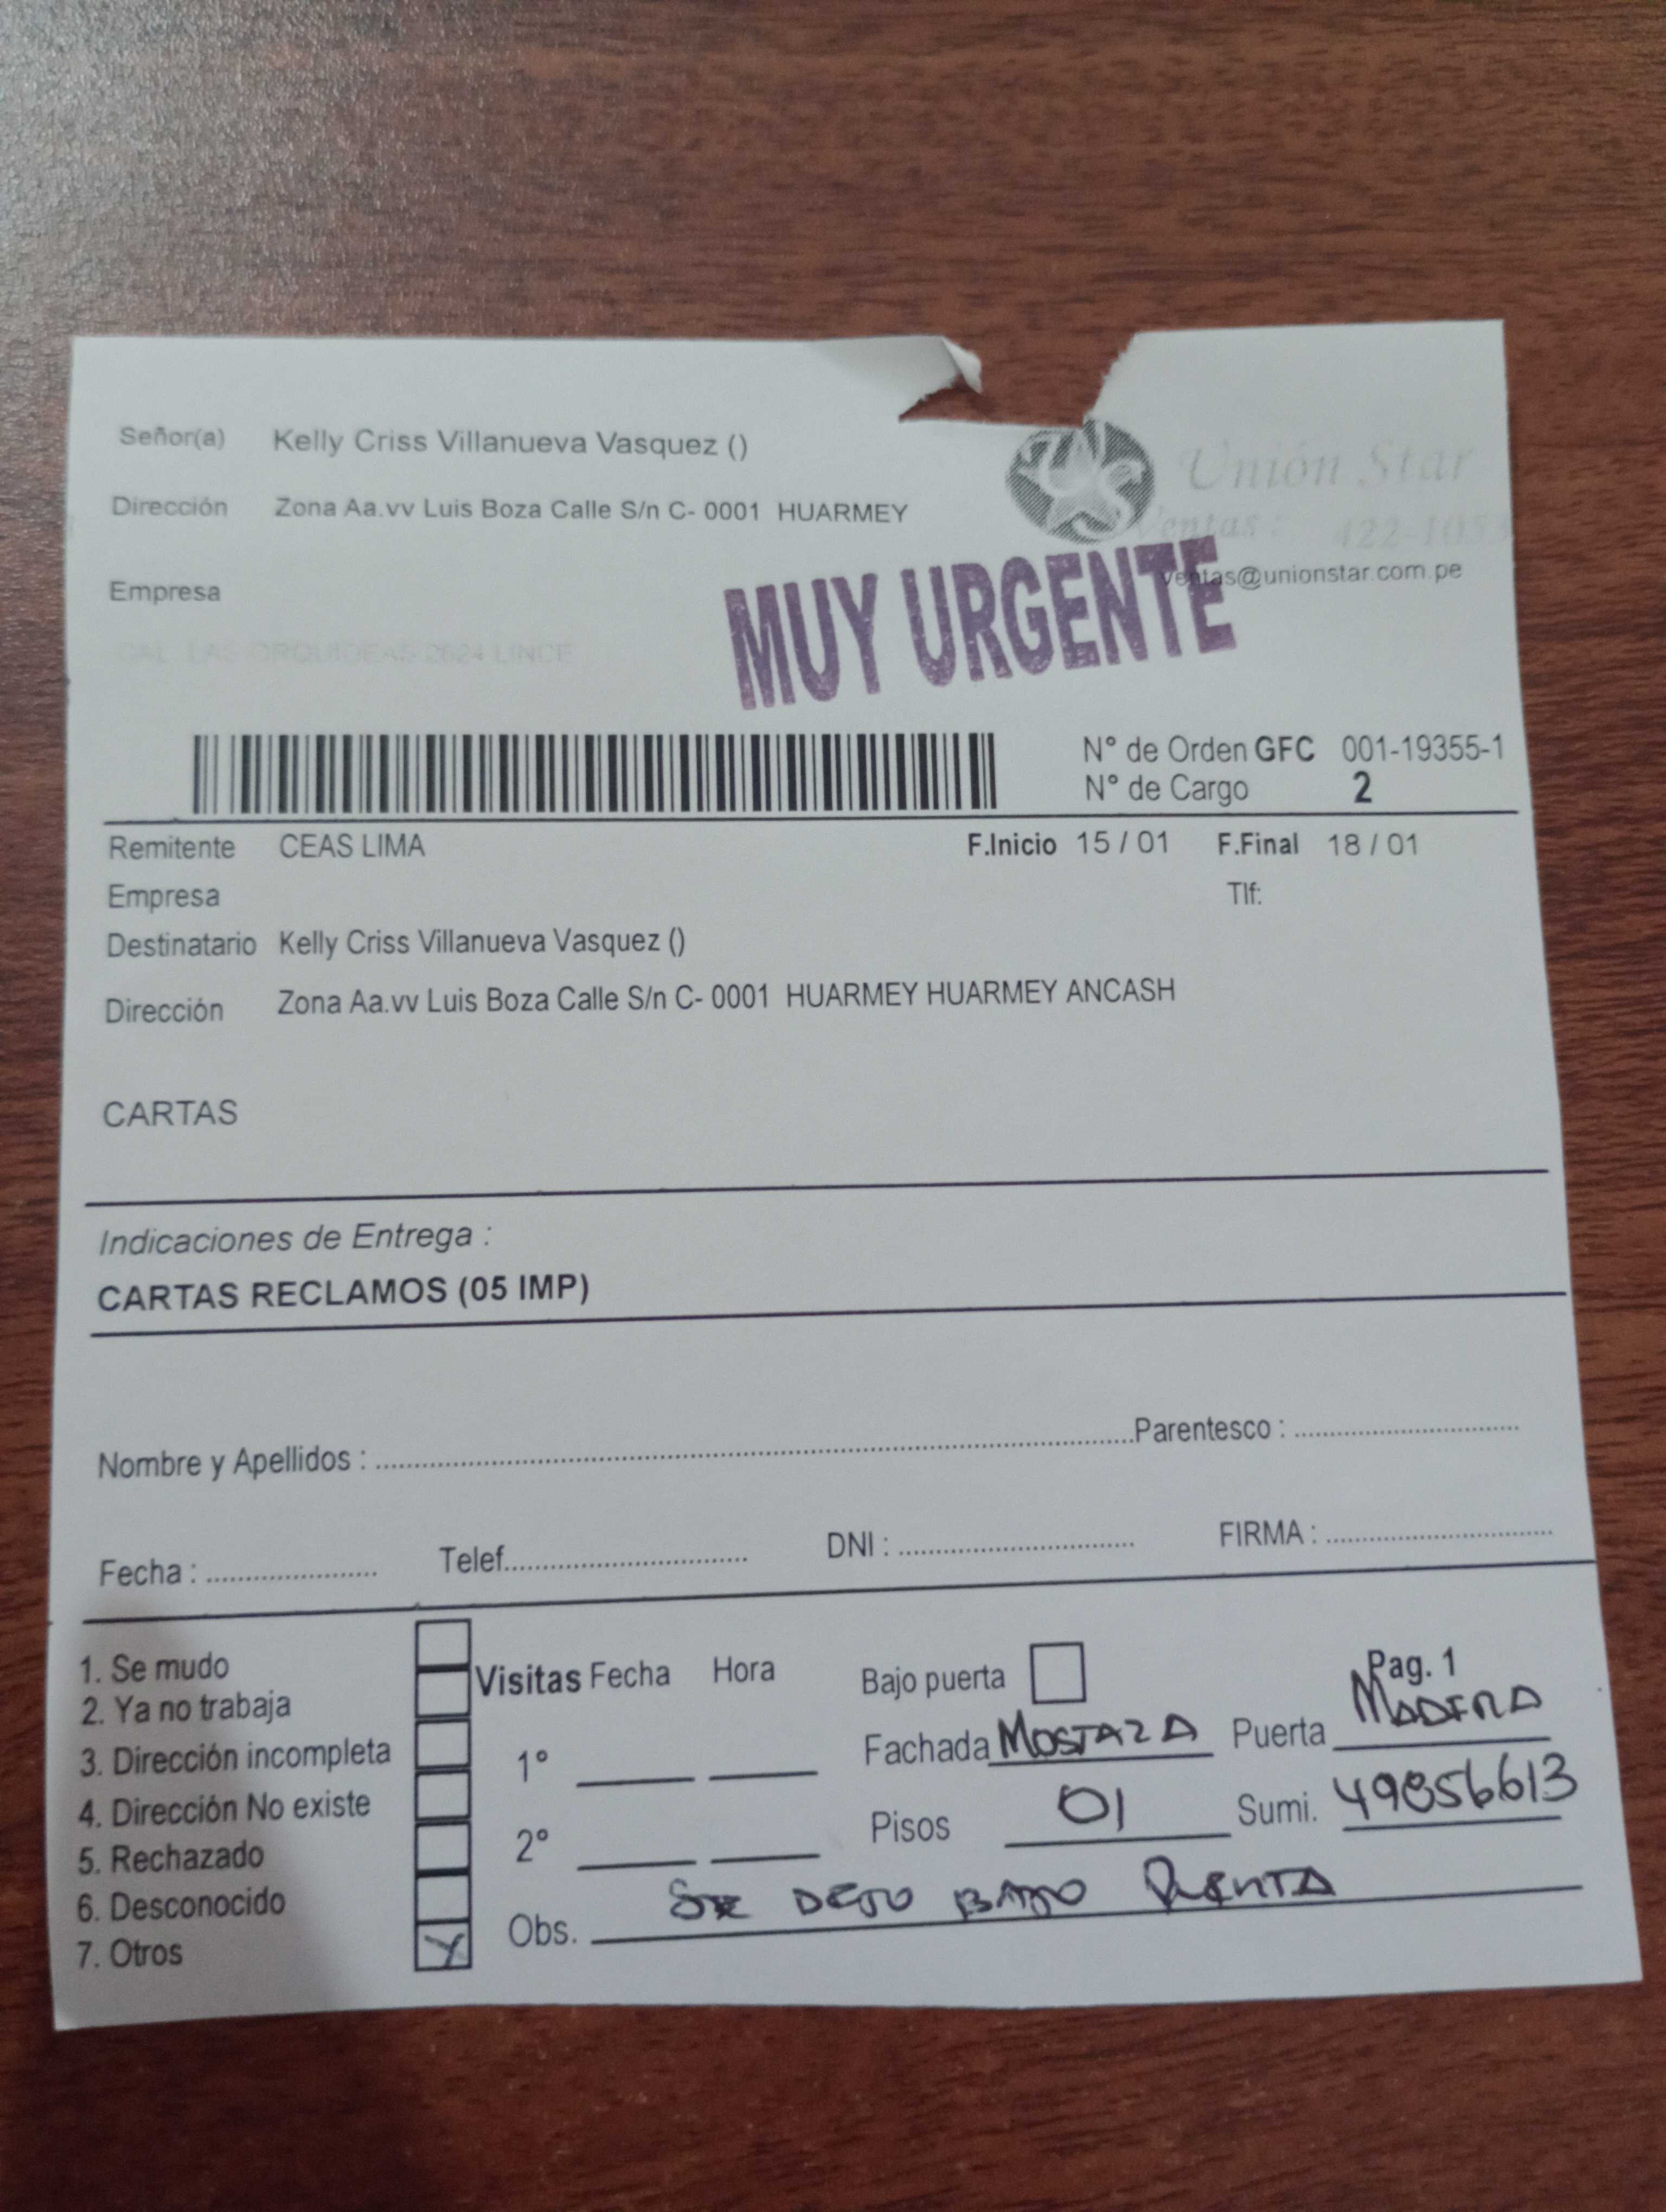 Señor(a) Kelly Criss Villanueva Vasquez ()
Unión Star
Dirección Zona Aa.vv Luis Boza Calle S/n C- 0001 HUARMEY
Ventas : 422-1053
ventas@unionstar.com.pe
Empresa
MUY URGENTE
CAL. LAS ORQUIDEAS 2624 LINCE
N° de Orden GFC 001-19355-1
N° de Cargo 2
Remitente CEAS LIMA F.Inicio 15 / 01 F.Final 18 / 01
Empresa Tlf:
Destinatario Kelly Criss Villanueva Vasquez ()
Dirección Zona Aa.vv Luis Boza Calle S/n C- 0001 HUARMEY HUARMEY ANCASH
CARTAS
Indicaciones de Entrega :
CARTAS RECLAMOS (05 IMP)
Nombre y Apellidos : Parentesco :
Fecha : Telef. DNI : FIRMA :
Pag. 1
1. Se mudo Visitas Fecha Hora Bajo puerta
2. Ya no trabaja
3. Dirección incompleta 1° Fachada MOSTAZA Puerta MADERA
4. Dirección No existe
5. Rechazado 2° Pisos 01 Sumi. 49856613
6. Desconocido
7. Otros X Obs. SE DEJO BAJO PUERTA